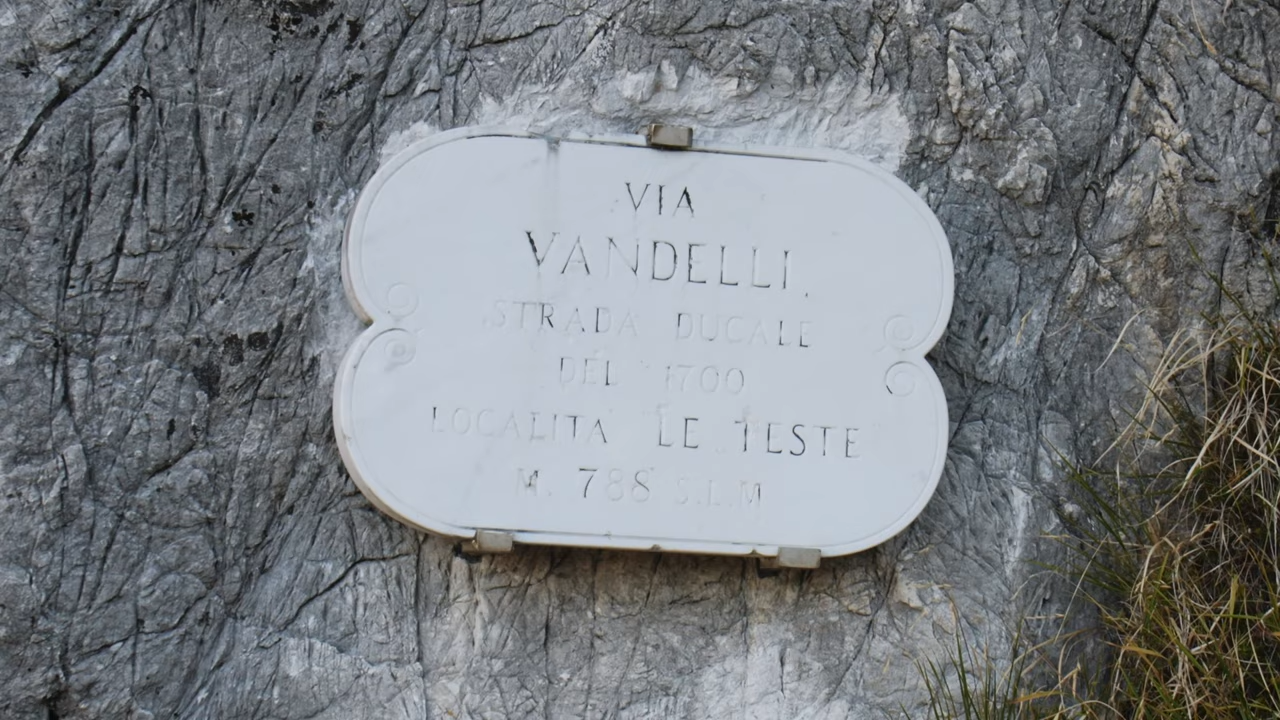 VIA
VANDELLI.
STRADA DUCALE
DEL 1700
LOCALITA LE TESTE
M. 788 S.L.M